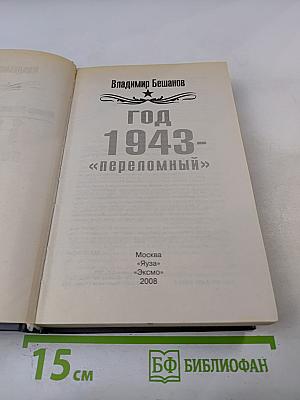 Владимир Бешанов
год
1943-
«переломный»
Москва
«Яуза»
«Эксмо»
2008
15 см
БФ БИБЛИОФАН